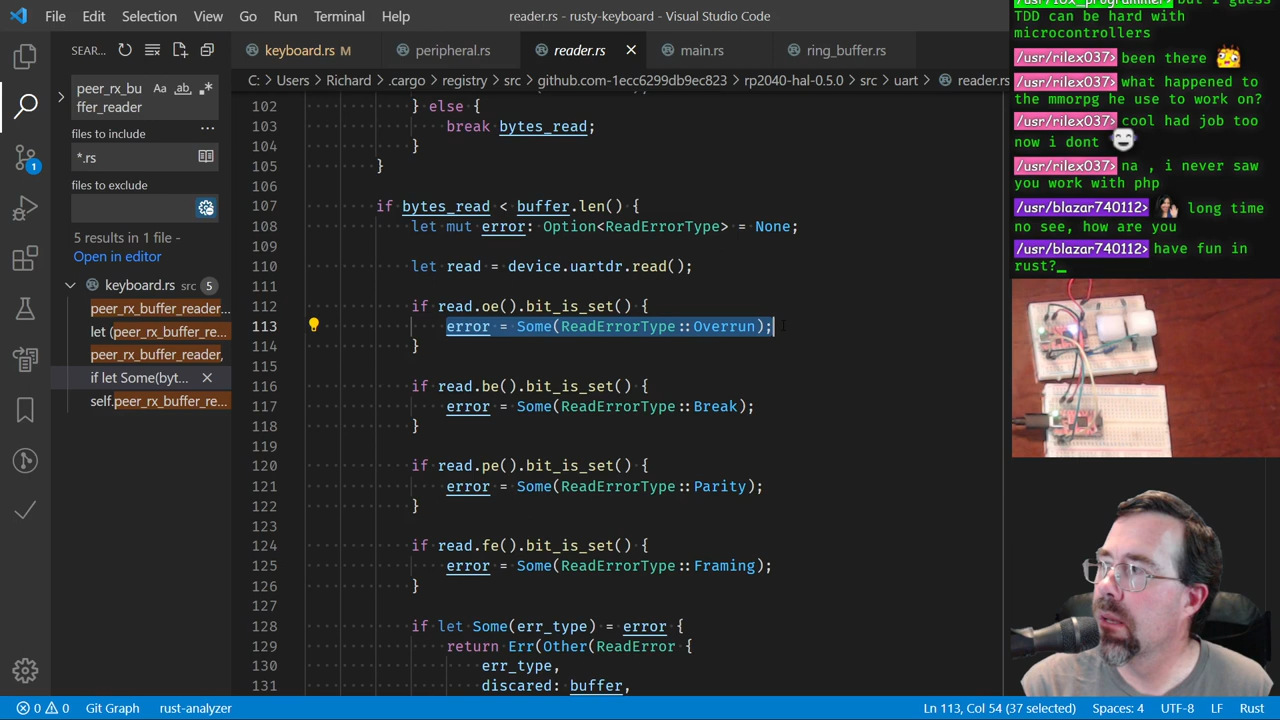 File Edit Selection View Go Run Terminal Help
reader.rs - rusty-keyboard - Visual Studio Code
SEAR...
peer_rx_bu
ffer_reader
Aa ab .*
files to include
*.rs
files to exclude
5 results in 1 file -
Open in editor
keyboard.rs src 5
peer_rx_buffer_reader...
let (peer_rx_buffer_re...
peer_rx_buffer_reader,
if let Some(byt...
self.peer_rx_buffer_re...
1
keyboard.rs M
peripheral.rs
reader.rs
main.rs
ring_buffer.rs
C: > Users > Richard > .cargo > registry > src > github.com-1ecc6299db9ec823 > rp2040-hal-0.5.0 > src > uart > reader.rs
102 } else {
103 break bytes_read;
104 }
105 }
106
107 if bytes_read < buffer.len() {
108 let mut error: Option<ReadErrorType> = None;
109
110 let read = device.uartdr.read();
111
112 if read.oe().bit_is_set() {
113 error = Some(ReadErrorType::Overrun);
114 }
115
116 if read.be().bit_is_set() {
117 error = Some(ReadErrorType::Break);
118 }
119
120 if read.pe().bit_is_set() {
121 error = Some(ReadErrorType::Parity);
122 }
123
124 if read.fe().bit_is_set() {
125 error = Some(ReadErrorType::Framing);
126 }
127
128 if let Some(err_type) = error {
129 return Err(Other(ReadError {
130 err_type,
131 discared: buffer,
TDD can be hard with
microcontrollers
/usr/rilex037> been there
/usr/rilex037> what happened to
the mmorpg he use to work on?
/usr/rilex037> cool had job too
now i dont
/usr/rilex037> na , i never saw
you work with php
/usr/blazar740112> long time
no see, how are you
/usr/blazar740112> have fun in
rust?_
0 0 Git Graph rust-analyzer
Ln 113, Col 54 (37 selected) Spaces: 4 UTF-8 LF Rust